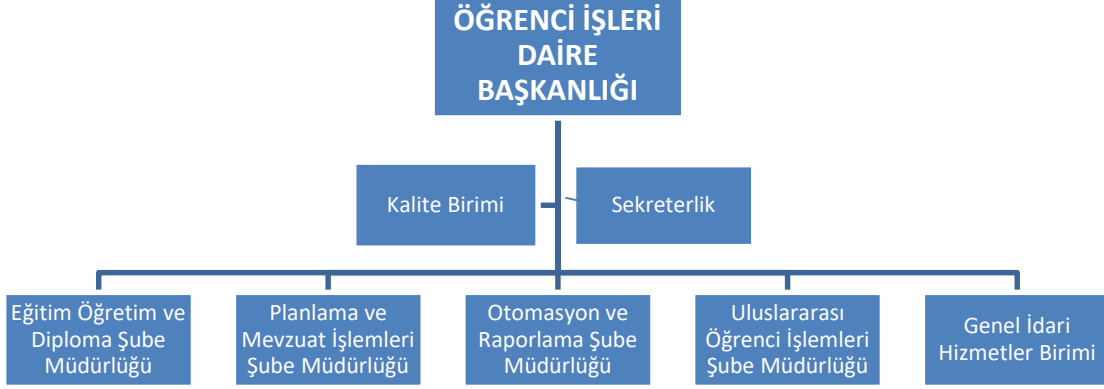 ÖĞRENCİ İŞLERİ
DAİRE
BAŞKANLIĞI
Kalite Birimi
Sekreterlik
Eğitim Öğretim ve
Diploma Şube
Müdürlüğü
Planlama ve
Mevzuat İşlemleri
Şube Müdürlüğü
Otomasyon ve
Raporlama Şube
Müdürlüğü
Uluslararası
Öğrenci İşlemleri
Şube Müdürlüğü
Genel İdari
Hizmetler Birimi